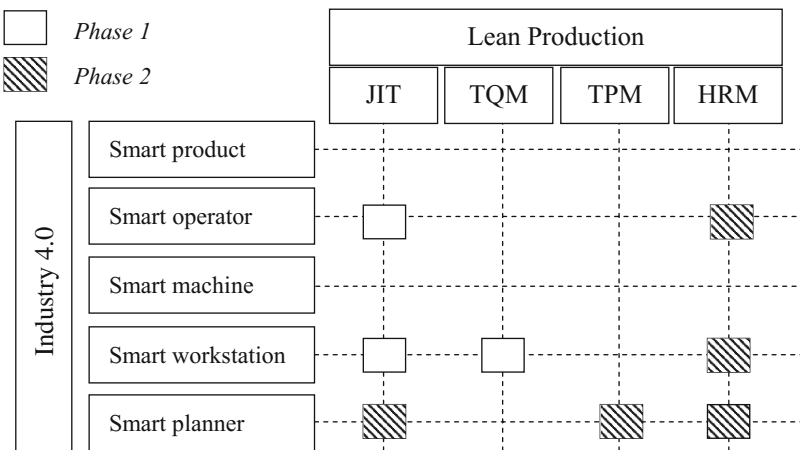 Phase 1
Phase 2
Lean Production
JIT TQM TPM HRM
Industry 4.0
Smart product
Smart operator
Smart machine
Smart workstation
Smart planner